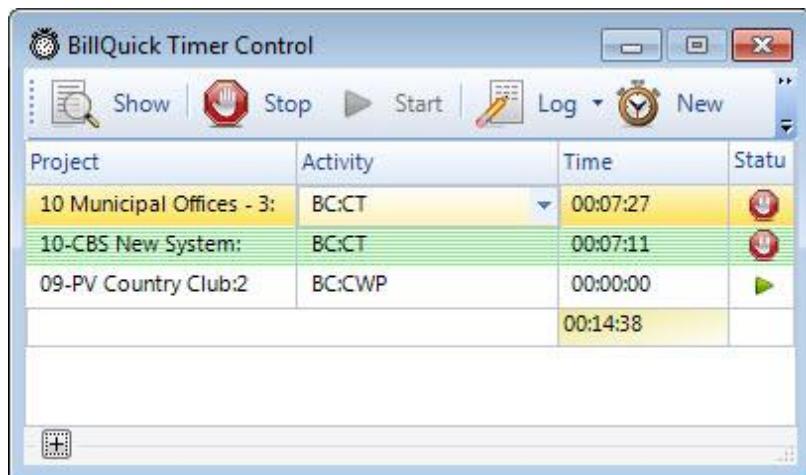 BillQuick Timer Control
Show Stop Start Log New
Project Activity Time Statu
10 Municipal Offices - 3: BC:CT 00:07:27
10-CBS New System: BC:CT 00:07:11
09-PV Country Club:2 BC:CWP 00:00:00
00:14:38